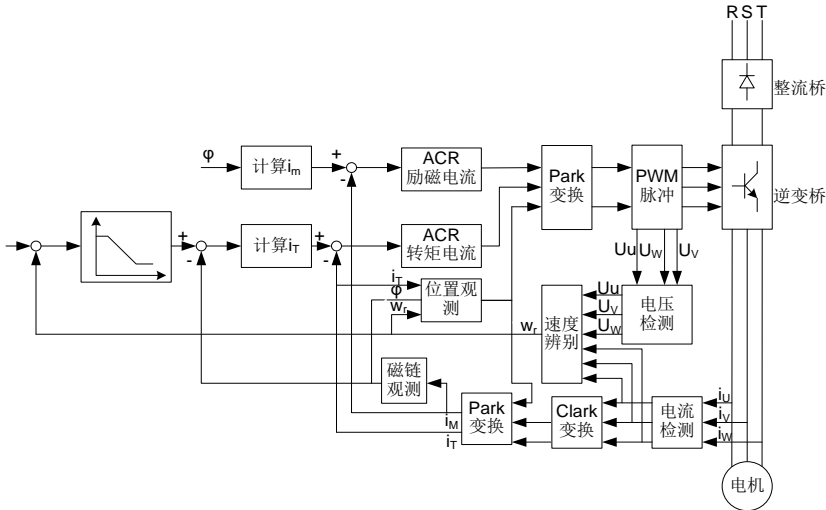 R S T
整流桥
φ
计算iₘ
+
-
ACR
励磁电流
Park
变换
PWM
脉冲
逆变桥
+
-
计算i_T
+
-
ACR
转矩电流
Uu
U_W
U_V
i_T
φ
w_r
位置观
测
w_r
速度
辨别
Uu
U_V
U_W
电压
检测
磁链
观测
i_M
i_T
Park
变换
Clark
变换
电流
检测
i_U
i_V
i_W
电机